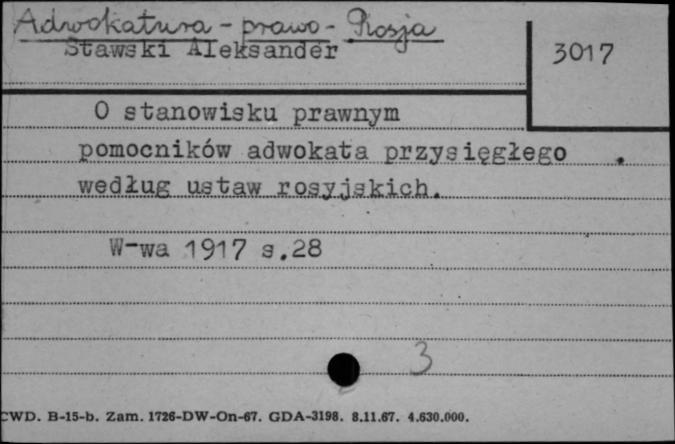 Adwokatura - prawo - Rosja
Stawski Aleksander
3017
O stanowisku prawnym
pomocników adwokata przysięgłego .
według ustaw rosyjskich.
W-wa 1917 s.28
3
CWD. B-15-b. Zam. 1726-DW-On-67. GDA-3198. 8.11.67. 4.630.000.